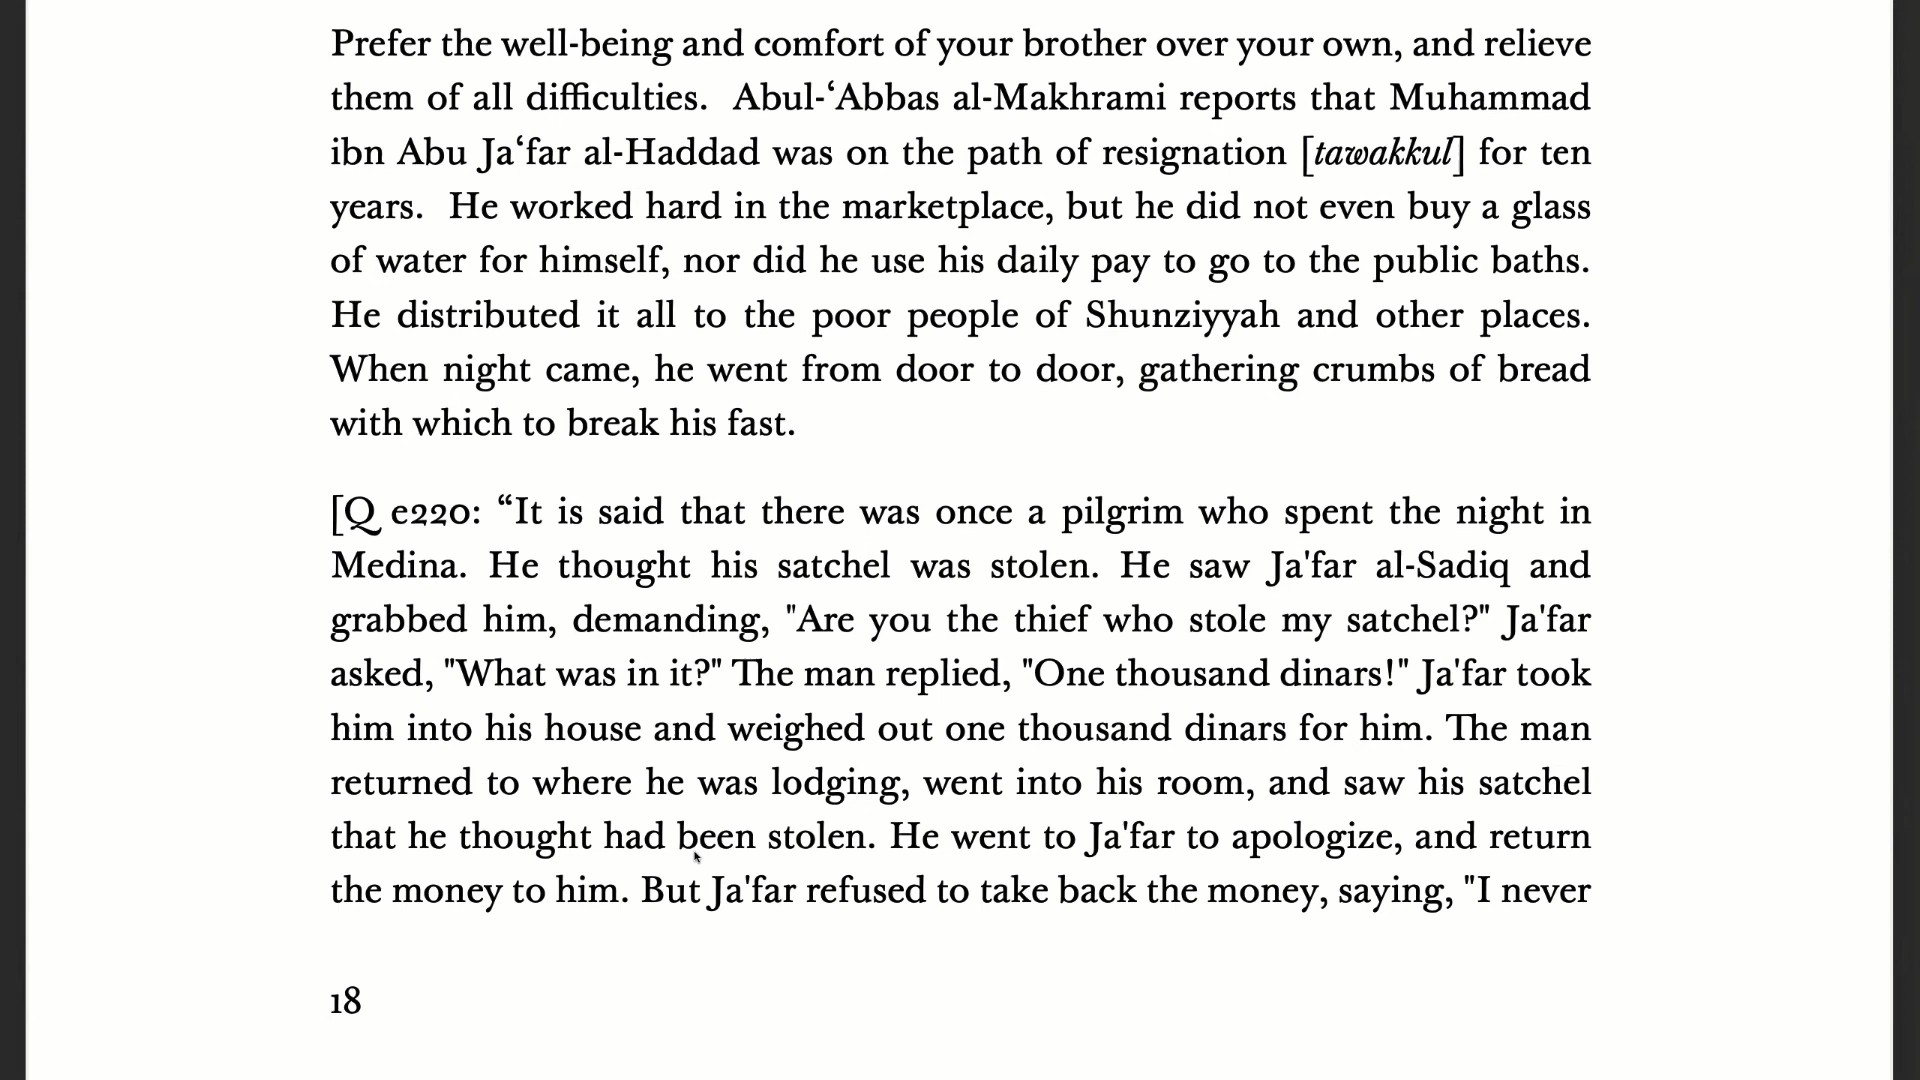 Prefer the well-being and comfort of your brother over your own, and relieve
them of all difficulties.  Abul-‘Abbas al-Makhrami reports that Muhammad
ibn Abu Ja‘far al-Haddad was on the path of resignation [tawakkul] for ten
years.  He worked hard in the marketplace, but he did not even buy a glass
of water for himself, nor did he use his daily pay to go to the public baths.
He distributed it all to the poor people of Shunziyyah and other places.
When night came, he went from door to door, gathering crumbs of bread
with which to break his fast.
[Q e220: “It is said that there was once a pilgrim who spent the night in
Medina. He thought his satchel was stolen. He saw Ja'far al-Sadiq and
grabbed him, demanding, "Are you the thief who stole my satchel?" Ja'far
asked, "What was in it?" The man replied, "One thousand dinars!" Ja'far took
him into his house and weighed out one thousand dinars for him. The man
returned to where he was lodging, went into his room, and saw his satchel
that he thought had been stolen. He went to Ja'far to apologize, and return
the money to him. But Ja'far refused to take back the money, saying, "I never
18